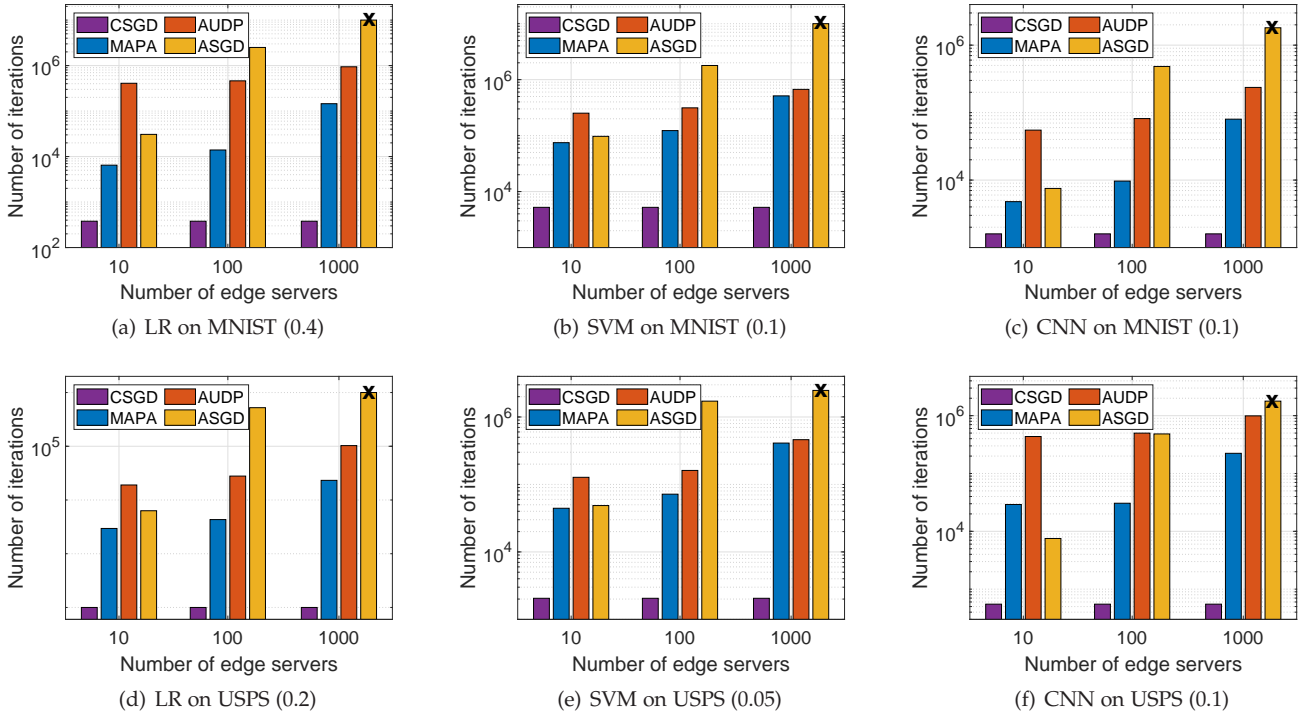 CSGD AUDP
MAPA ASGD
X
Number of iterations
10^6
10^4
10^2
10 100 1000
Number of edge servers
(a) LR on MNIST (0.4)
CSGD AUDP
MAPA ASGD
X
Number of iterations
10^6
10^4
10 100 1000
Number of edge servers
(b) SVM on MNIST (0.1)
CSGD AUDP
MAPA ASGD
X
Number of iterations
10^6
10^4
10 100 1000
Number of edge servers
(c) CNN on MNIST (0.1)
CSGD AUDP
MAPA ASGD
X
Number of iterations
10^5
10 100 1000
Number of edge servers
(d) LR on USPS (0.2)
CSGD AUDP
MAPA ASGD
X
Number of iterations
10^6
10^4
10 100 1000
Number of edge servers
(e) SVM on USPS (0.05)
CSGD AUDP
MAPA ASGD
X
Number of iterations
10^6
10^4
10 100 1000
Number of edge servers
(f) CNN on USPS (0.1)